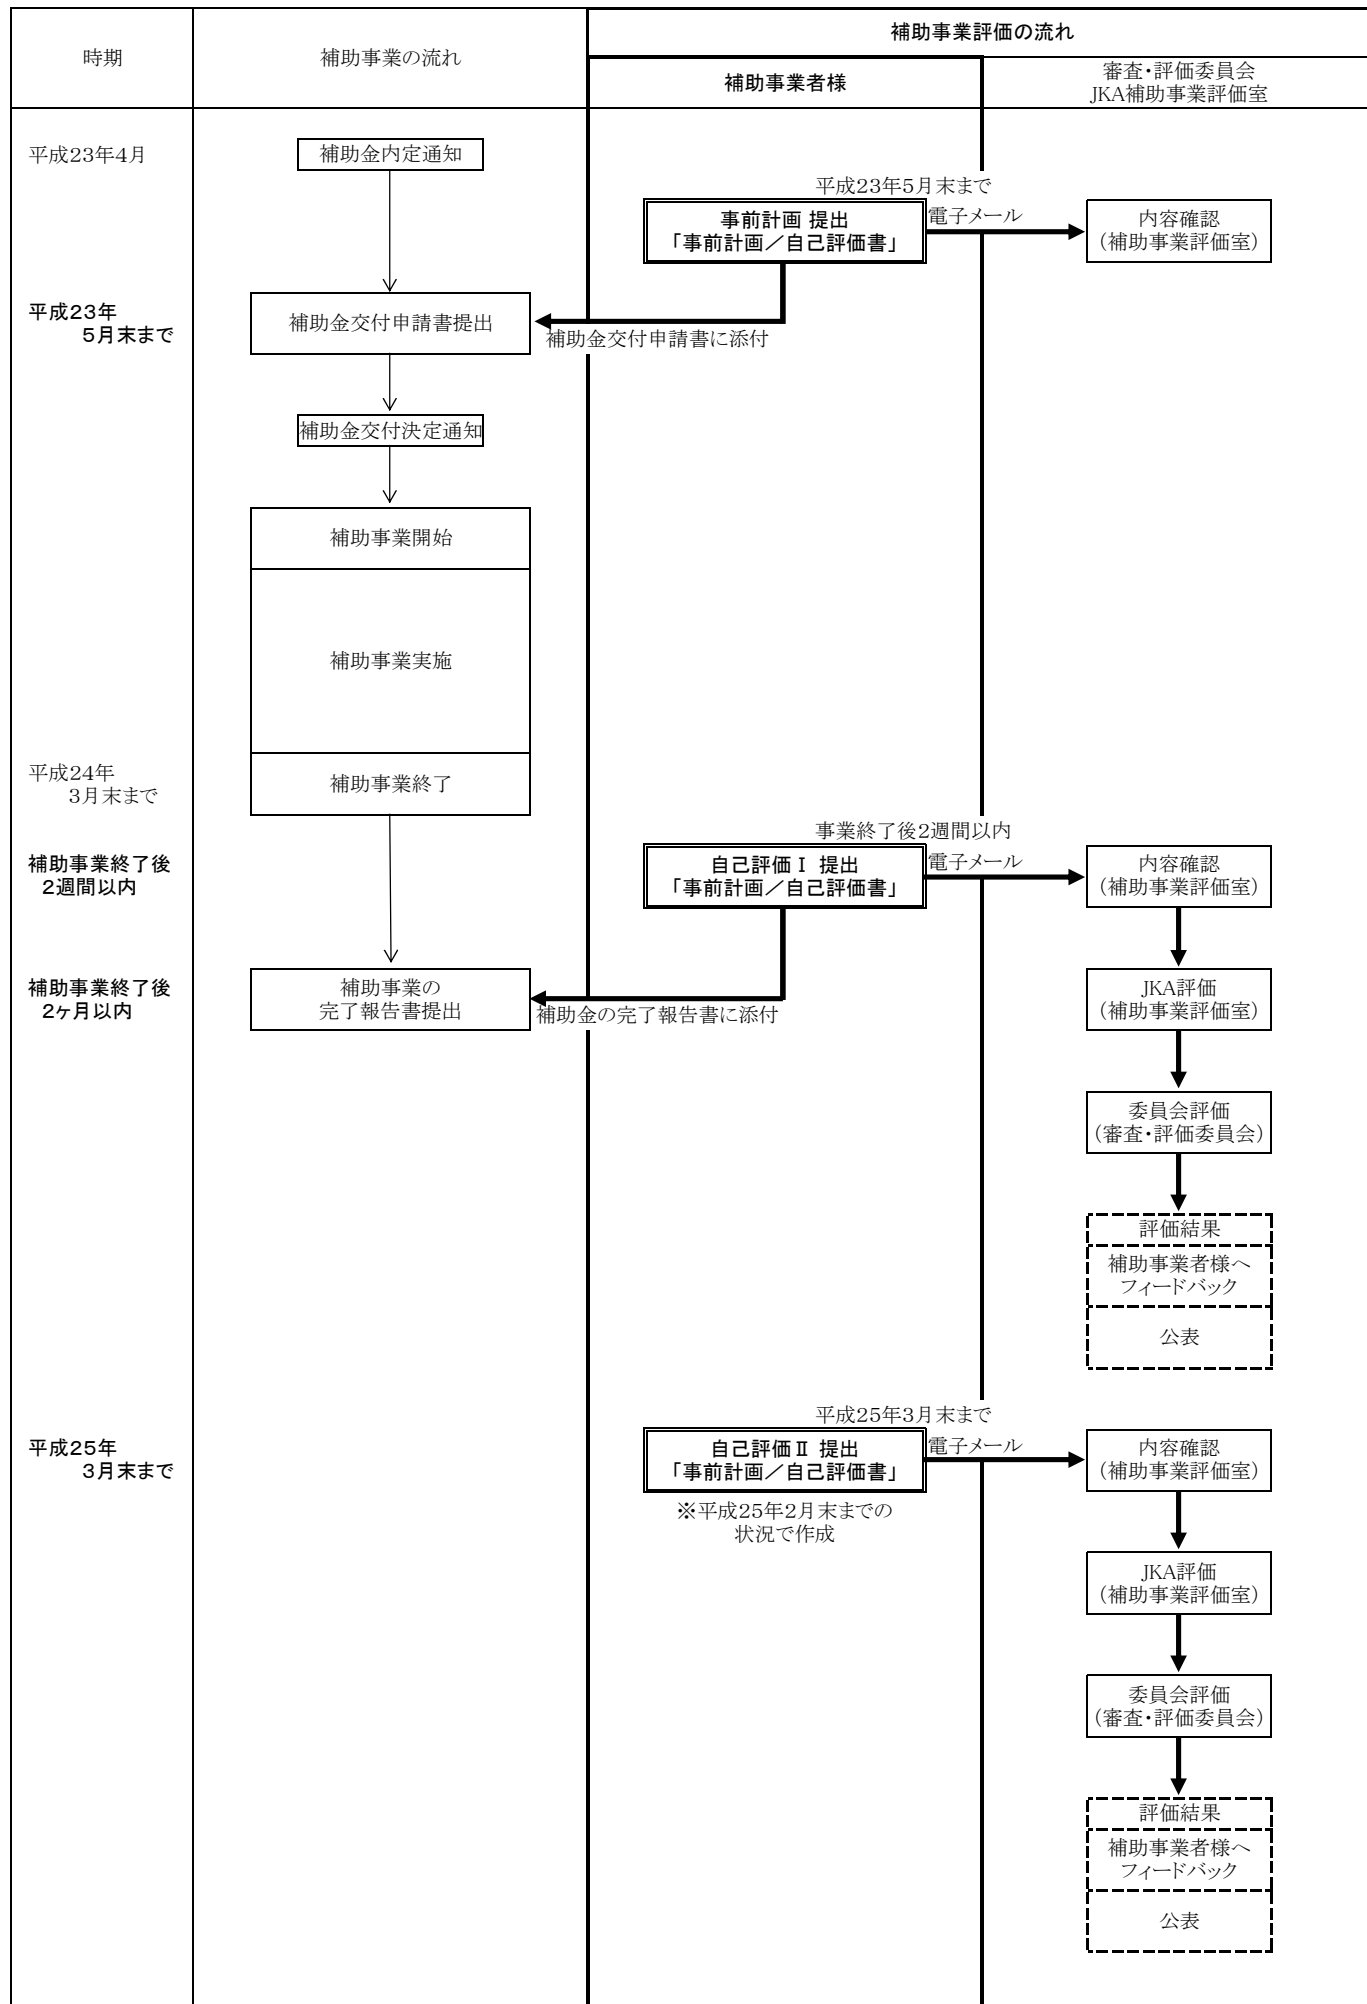 時期
補助事業の流れ
補助事業評価の流れ
補助事業者様
審査・評価委員会
JKA補助事業評価室
平成23年4月
補助金内定通知
平成23年5月末まで
事前計画 提出
「事前計画／自己評価書」
電子メール
内容確認
（補助事業評価室）
平成23年
5月末まで
補助金交付申請書提出
補助金交付申請書に添付
補助金交付決定通知
補助事業開始
補助事業実施
平成24年
3月末まで
補助事業終了
事業終了後2週間以内
補助事業終了後
2週間以内
自己評価Ⅰ 提出
「事前計画／自己評価書」
電子メール
内容確認
（補助事業評価室）
補助事業終了後
2ヶ月以内
補助事業の
完了報告書提出
補助金の完了報告書に添付
JKA評価
（補助事業評価室）
委員会評価
（審査・評価委員会）
評価結果
補助事業者様へ
フィードバック
公表
平成25年3月末まで
平成25年
3月末まで
自己評価Ⅱ 提出
「事前計画／自己評価書」
電子メール
内容確認
（補助事業評価室）
※平成25年2月末までの
状況で作成
JKA評価
（補助事業評価室）
委員会評価
（審査・評価委員会）
評価結果
補助事業者様へ
フィードバック
公表